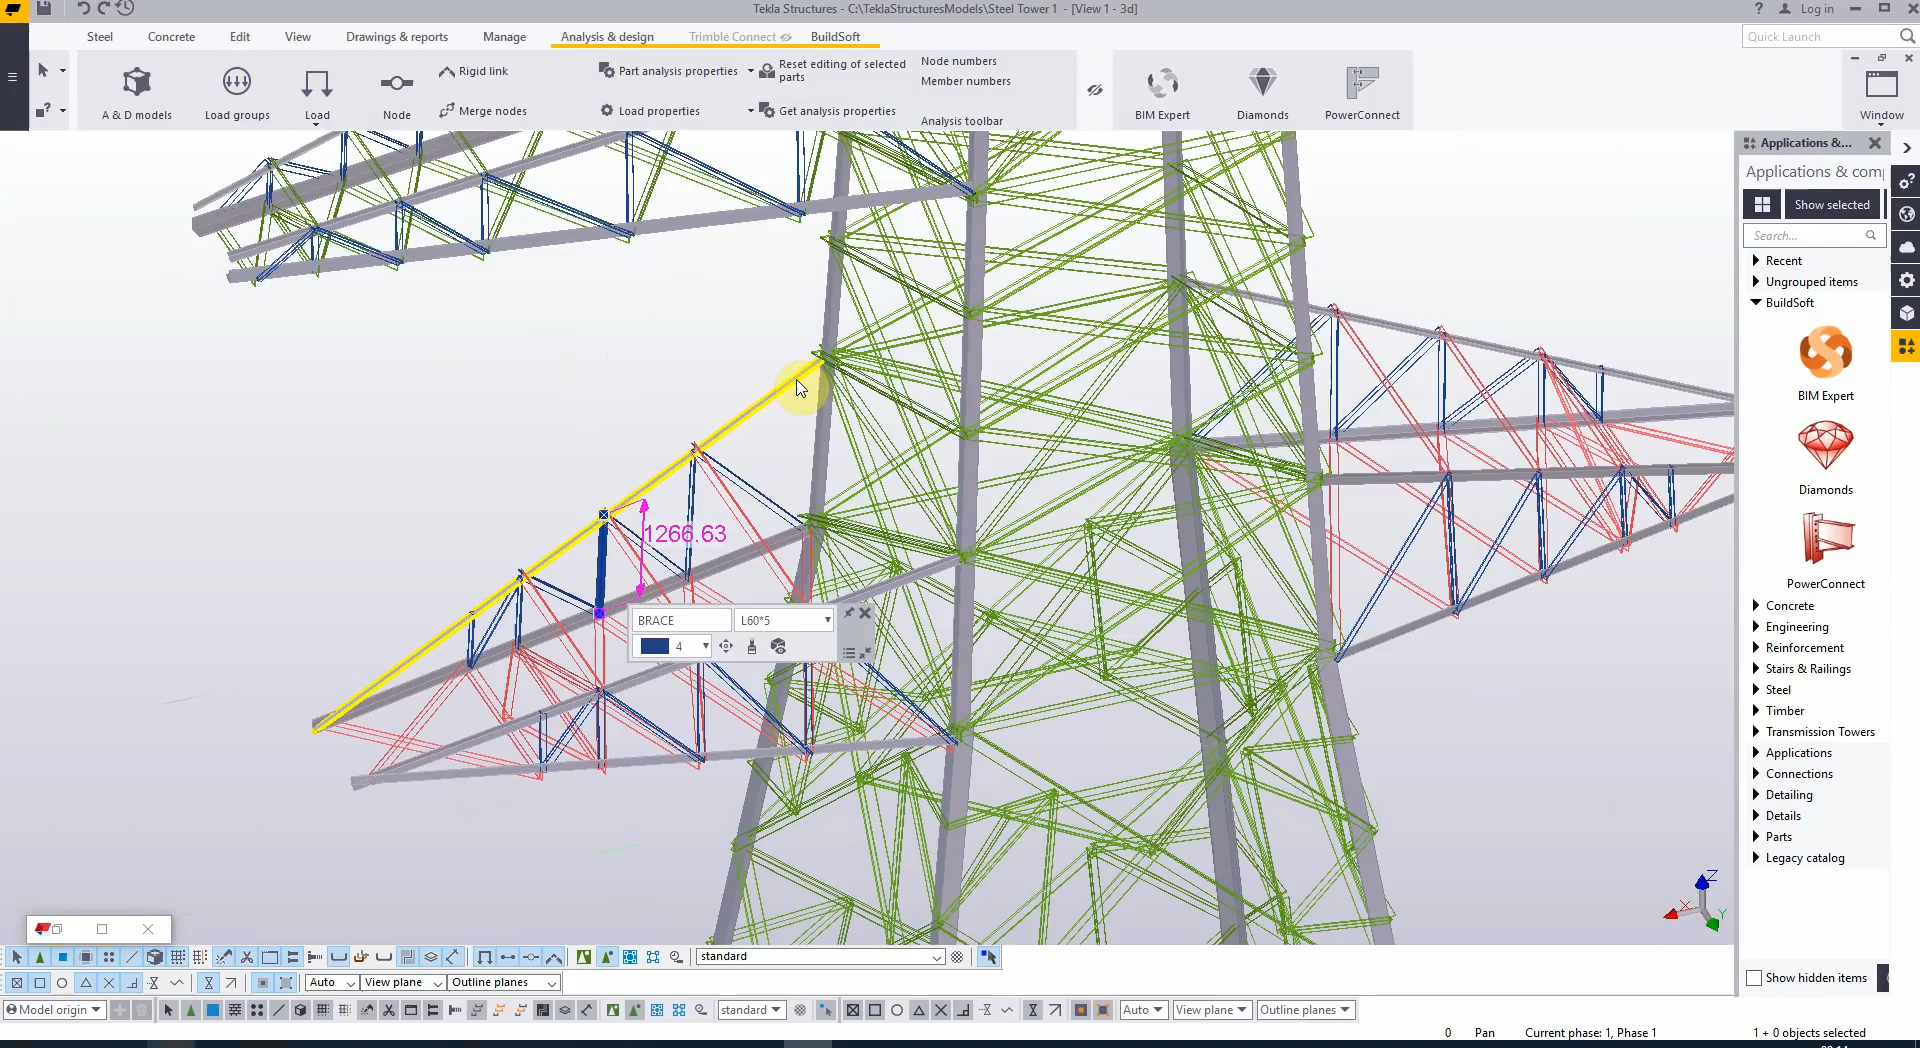 Tekla Structures - C:\TeklaStructuresModels\Steel Tower 1 - [View 1 - 3d]
? Log in
Steel Concrete Edit View Drawings & reports Manage Analysis & design Trimble Connect BuildSoft
Quick Launch
A & D models
Load groups
Load
Node
Rigid link
Merge nodes
Part analysis properties
Load properties
Reset editing of selected
parts
Get analysis properties
Node numbers
Member numbers
Analysis toolbar
BIM Expert
Diamonds
PowerConnect
Window
Applications &...
Applications & com
Show selected
Search...
Recent
Ungrouped items
BuildSoft
BIM Expert
Diamonds
PowerConnect
Concrete
Engineering
Reinforcement
Stairs & Railings
Steel
Timber
Transmission Towers
Applications
Connections
Detailing
Details
Parts
Legacy catalog
Show hidden items
1266.63
BRACE L60*5
4
Z
X Y
standard
Auto View plane Outline planes
Model origin standard Auto View plane Outline planes
0 Pan Current phase: 1, Phase 1 1 + 0 objects selected